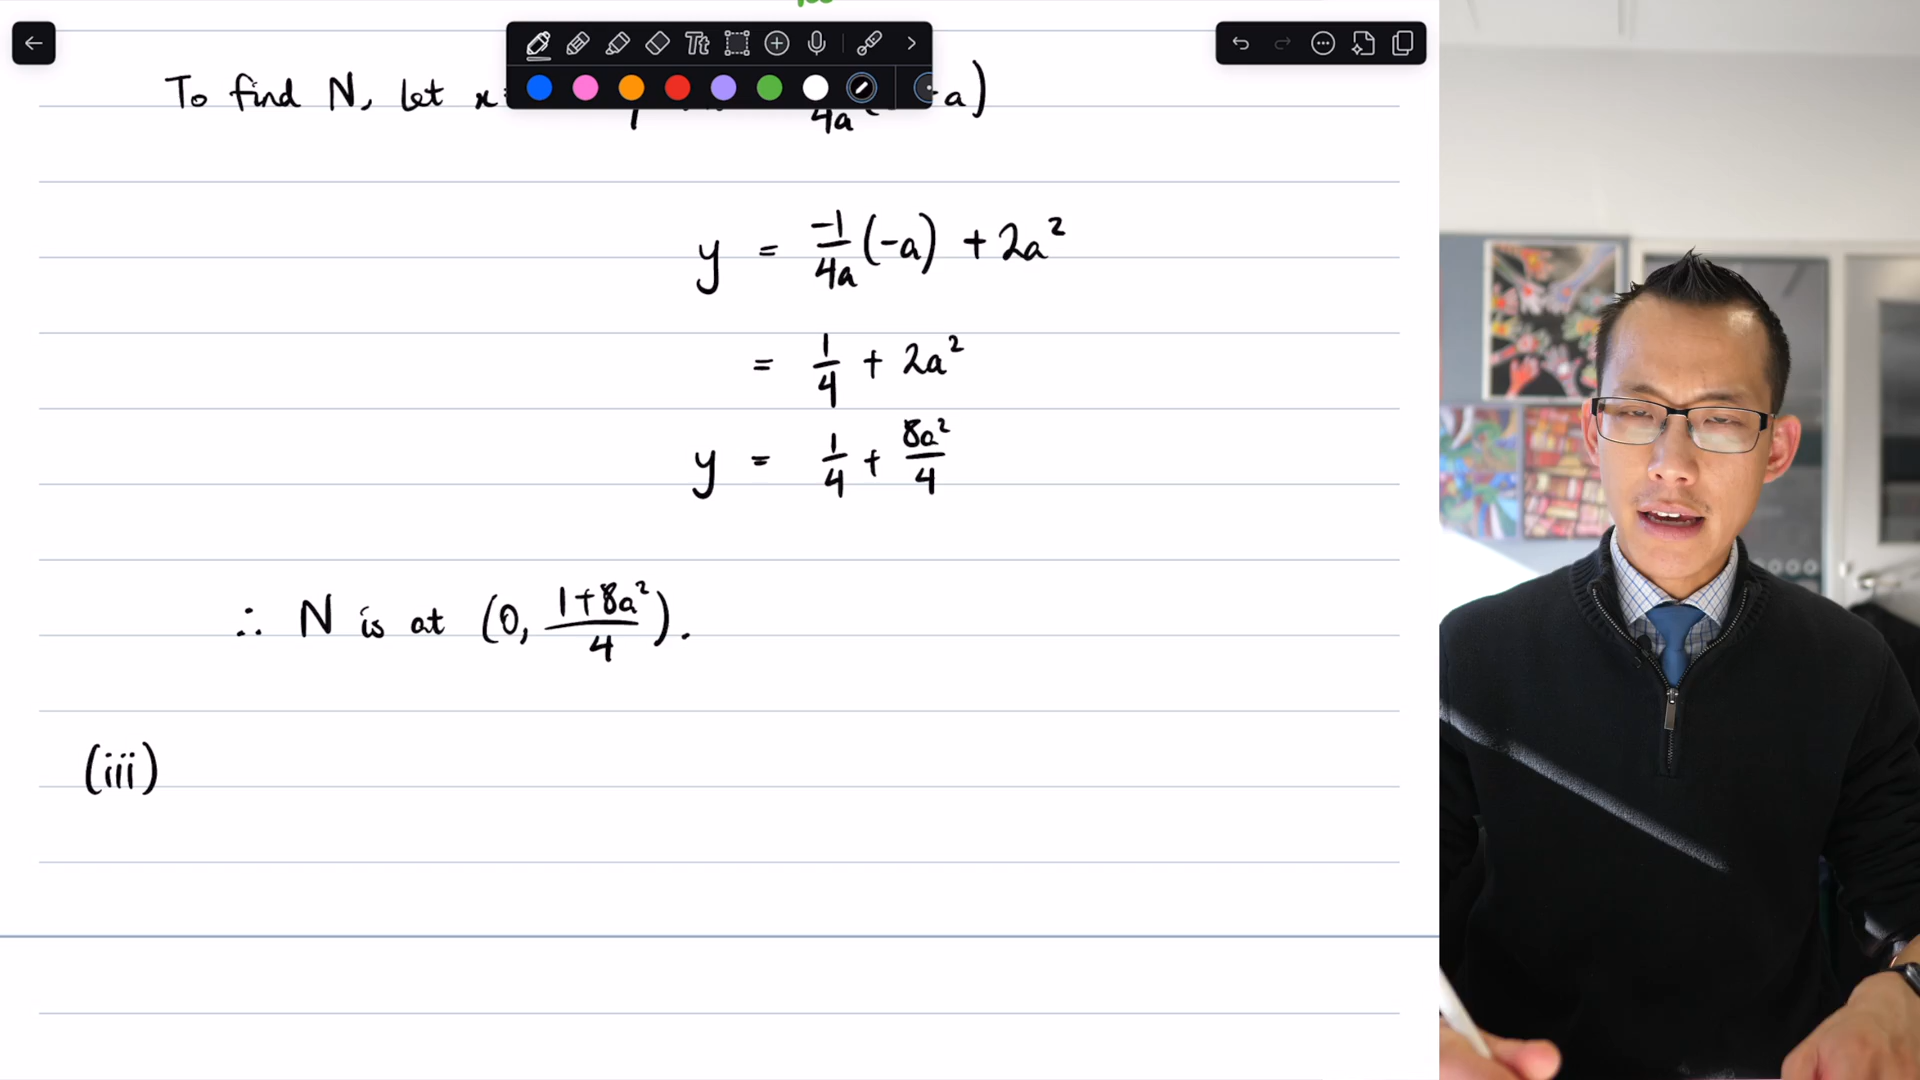 To find N, let x
4a a)
y = -1/4a (-a) + 2a²
= 1/4 + 2a²
y = 1/4 + 8a²/4
∴ N is at (0, 1+8a²/4).
(iii)